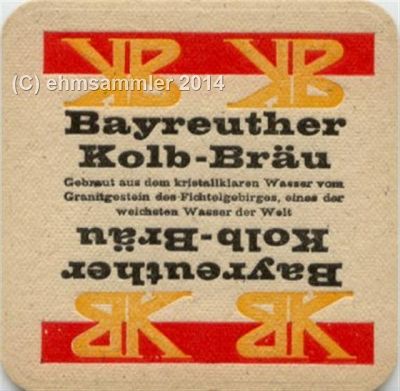 KB KB
(C) ehmsammler 2014
Bayreuther
Kolb-Bräu
Gebraut aus dem kristallklaren Wasser vom
Granitgestein des Fichtelgebirges, eines der
weichsten Wasser der Welt
Kolb-Bräu
Bayreuther
KB KB